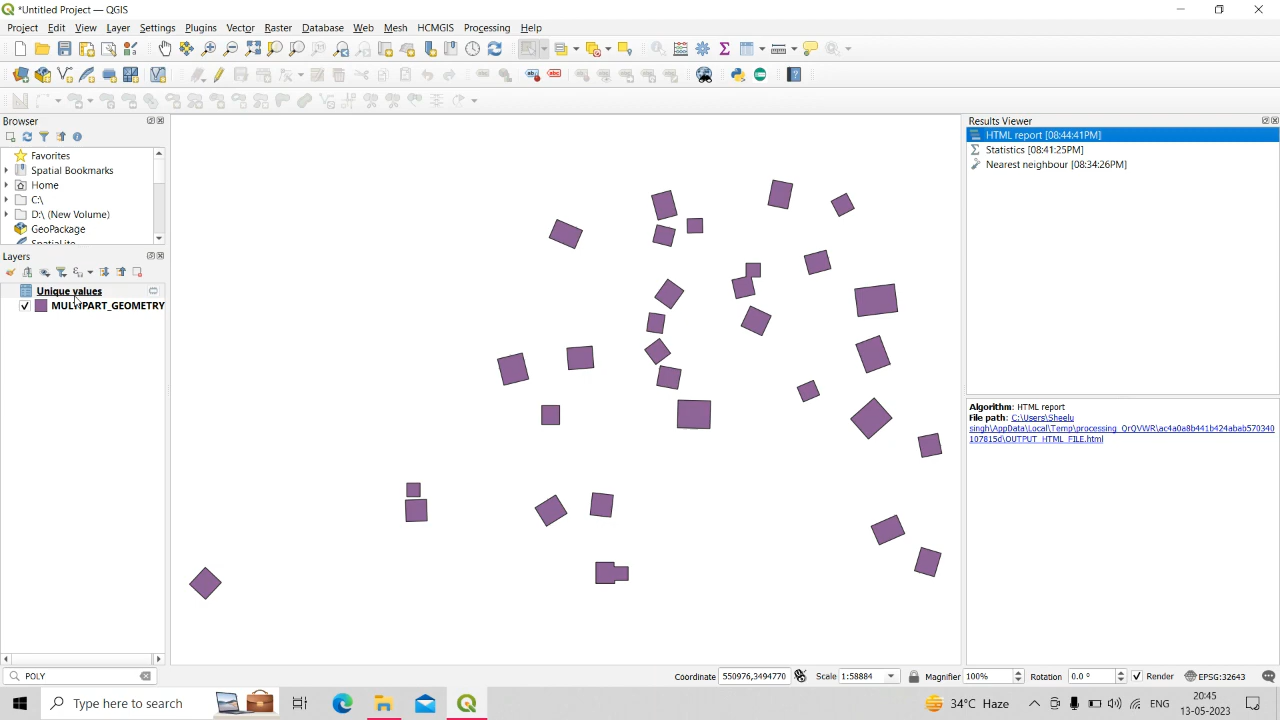 *Untitled Project — QGIS
Project Edit View Layer Settings Plugins Vector Raster Database Web Mesh HCMGIS Processing Help
Browser
Favorites
Spatial Bookmarks
Home
C:\
D:\ (New Volume)
GeoPackage
SpatiaLite
Layers
Unique values
MULTIPART_GEOMETRY
Results Viewer
HTML report [08:44:41PM]
Statistics [08:41:25PM]
Nearest neighbour [08:34:26PM]
Algorithm: HTML report
File path: C:\Users\Sheelu
singh\AppData\Local\Temp\processing_QrQVWR\ac4a0a8b441b424abab570340
107815d\OUTPUT_HTML_FILE.html
POLY
Coordinate 550976,3494770 Scale 1:58884 Magnifier 100% Rotation 0.0 ° Render EPSG:32643
Type here to search
34°C Haze
ENG
20:45
13-05-2023